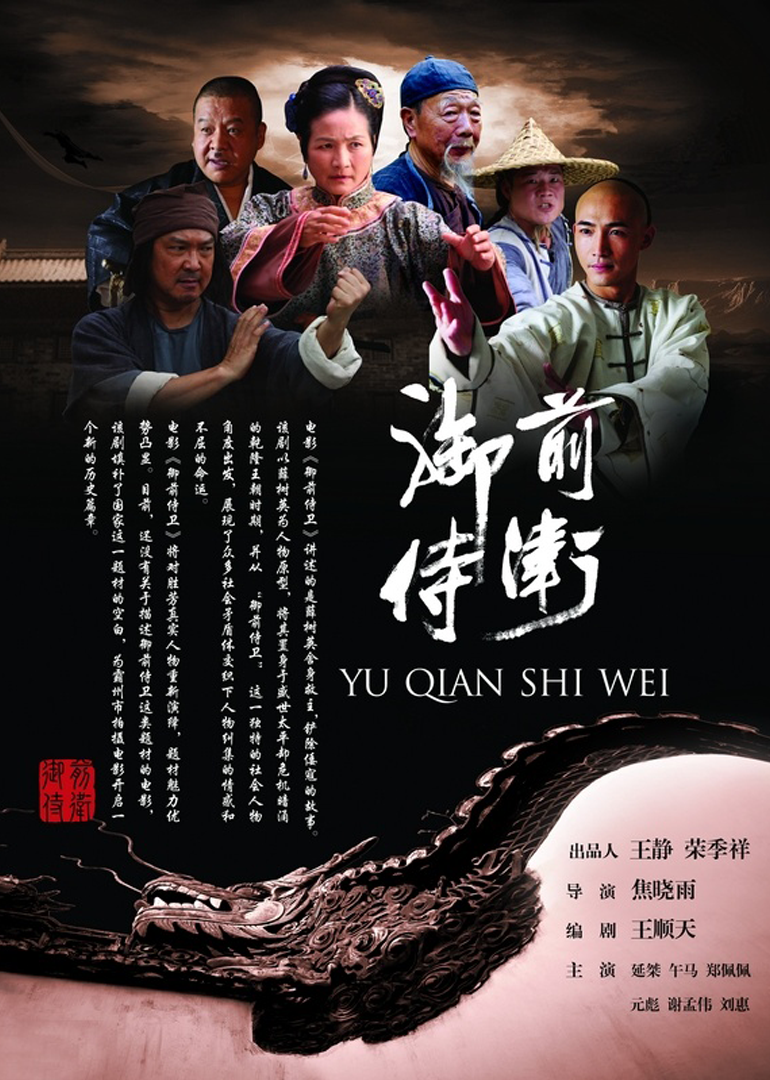 御前
侍衛
YU QIAN SHI WEI
电影《御前侍卫》讲述的是薛树英舍身救主,铲除倭寇的故事。
该剧以薛树英为人物原型,将其置身于盛世太平却危机暗涌
的乾隆王朝时期,并从“御前侍卫”这一独特的社会人物
角度出发,展现了众多社会矛盾体交织下人物纠集的情感和
不屈的命运。
电影《御前侍卫》将对胜芳真实人物重新演绎,题材魅力优
势凸显。目前,还没有关于描述御前侍卫这类题材的电影,
该剧填补了国家这一题材的空白,为霸州市拍摄电影开启一
个新的历史篇章。
御前
侍衛
出品人 王静 荣季祥
导演 焦晓雨
编剧 王顺天
主演 延桀 午马 郑佩佩
元彪 谢孟伟 刘惠